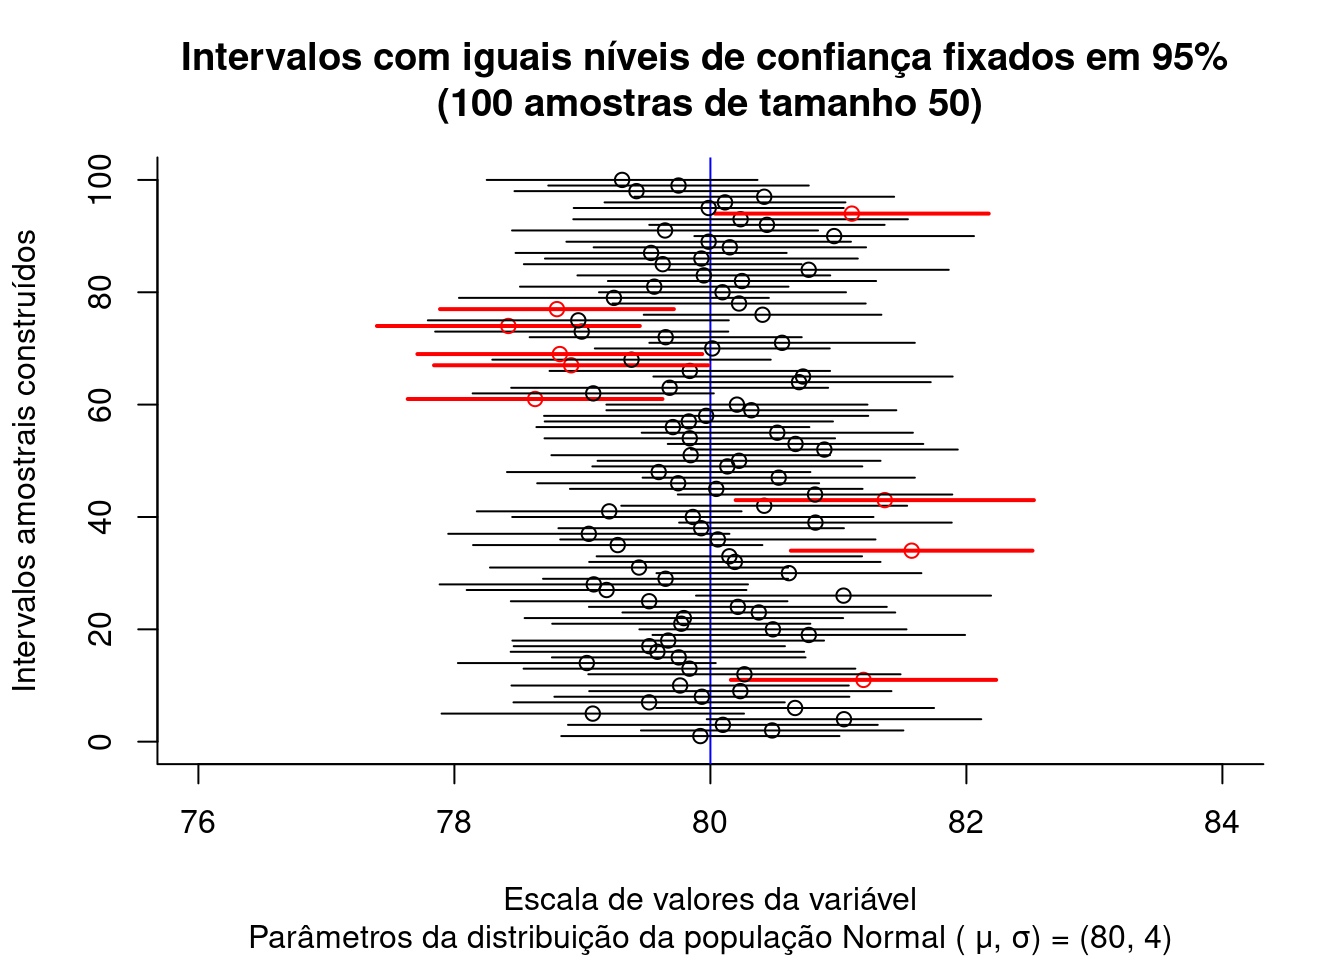 Intervalos com iguais níveis de confiança fixados em 95%
(100 amostras de tamanho 50)
Intervalos amostrais construídos
100
80
60
40
20
0
76 78 80 82 84
Escala de valores da variável
Parâmetros da distribuição da população Normal ( μ, σ) = (80, 4)